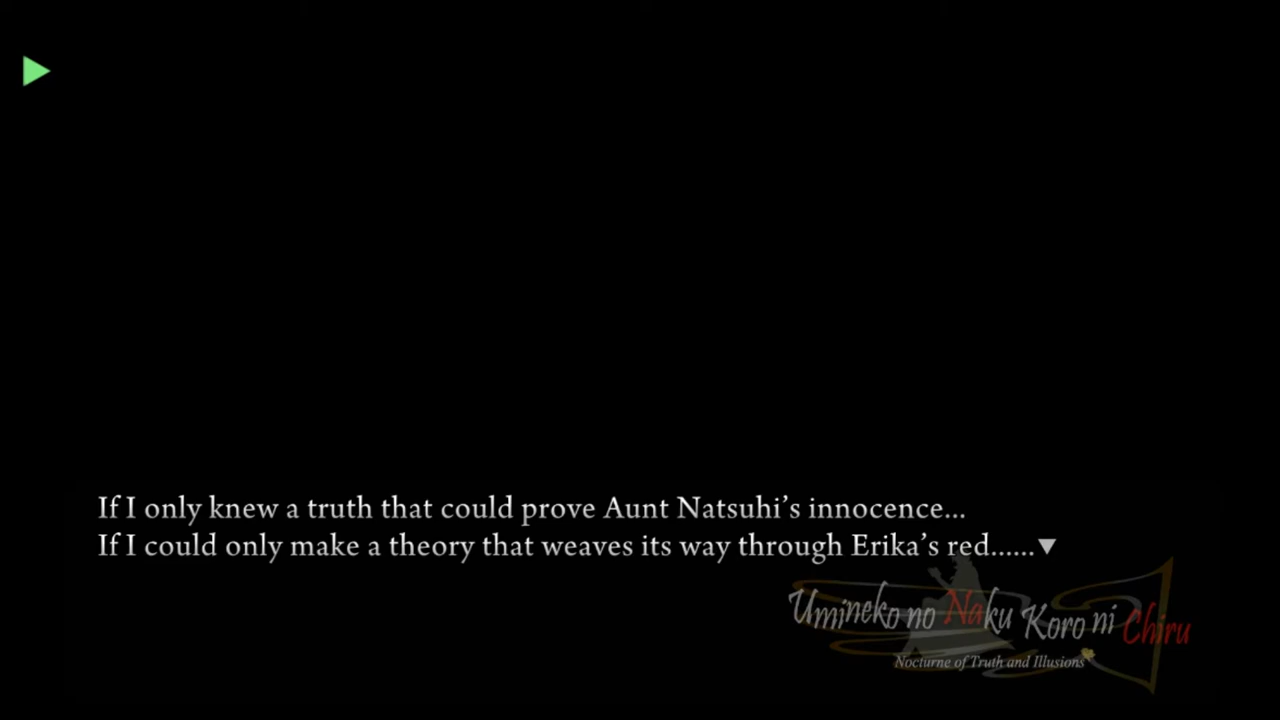 If I only knew a truth that could prove Aunt Natsuhi's innocence...
If I could only make a theory that weaves its way through Erika's red......
Umineko no Naku Koro ni Chiru
Nocturne of Truth and Illusions